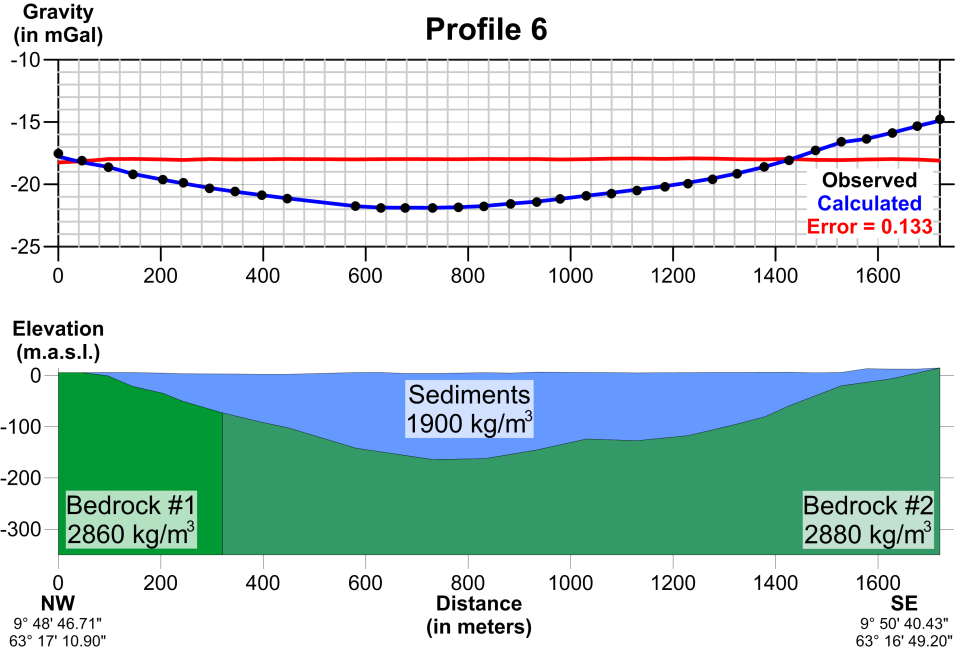 Gravity
(in mGal)
Profile 6
-10
-15
-20
-25
Observed
Calculated
Error = 0.133
0 200 400 600 800 1000 1200 1400 1600
Elevation
(m.a.s.l.)
0
-100
-200
-300
Sediments
1900 kg/m³
Bedrock #1
2860 kg/m³
Bedrock #2
2880 kg/m³
0 200 400 600 800 1000 1200 1400 1600
NW
9° 48' 46.71"
63° 17' 10.90"
Distance
(in meters)
SE
9° 50' 40.43"
63° 16' 49.20"